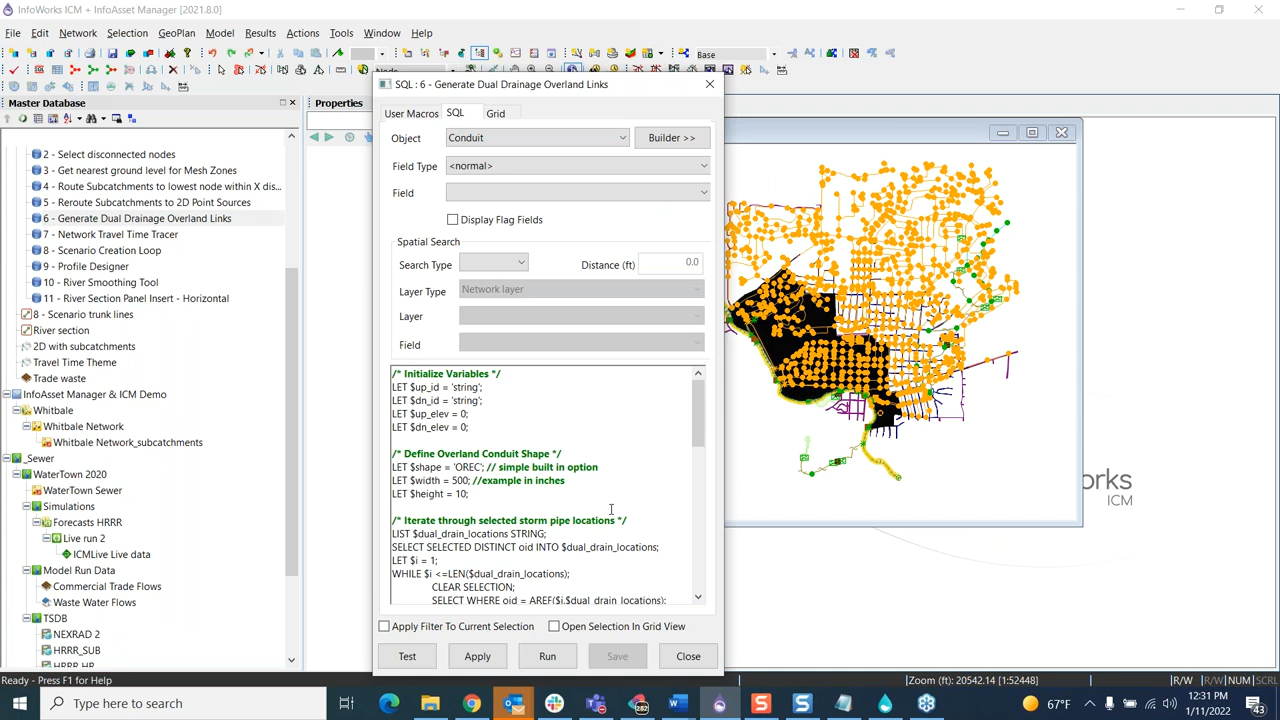 InfoWorks ICM + InfoAsset Manager [2021.8.0]
File Edit Network Selection GeoPlan Model Results Actions Tools Window Help
Base
Node
Master Database
Properties
2 - Select disconnected nodes
3 - Get nearest ground level for Mesh Zones
4 - Route Subcatchments to lowest node within X dis...
5 - Reroute Subcatchments to 2D Point Sources
6 - Generate Dual Drainage Overland Links
7 - Network Travel Time Tracer
8 - Scenario Creation Loop
9 - Profile Designer
10 - River Smoothing Tool
11 - River Section Panel Insert - Horizontal
8 - Scenario trunk lines
River section
2D with subcatchments
Travel Time Theme
Trade waste
InfoAsset Manager & ICM Demo
Whitbale
Whitbale Network
Whitbale Network_subcatchments
_Sewer
WaterTown 2020
WaterTown Sewer
Simulations
Forecasts HRRR
Live run 2
ICMLive Live data
Model Run Data
Commercial Trade Flows
Waste Water Flows
TSDB
NEXRAD 2
HRRR_SUB
HRRR_HR
SQL : 6 - Generate Dual Drainage Overland Links
User Macros SQL Grid
Object Conduit Builder >>
Field Type <normal>
Field
Display Flag Fields
Spatial Search
Search Type Distance (ft) 0.0
Layer Type Network layer
Layer
Field
/* Initialize Variables */
LET $up_id = 'string';
LET $dn_id = 'string';
LET $up_elev = 0;
LET $dn_elev = 0;
/* Define Overland Conduit Shape */
LET $shape = 'OREC'; // simple built in option
LET $width = 500; //example in inches
LET $height = 10;
/* Iterate through selected storm pipe locations */
LIST $dual_drain_locations STRING;
SELECT SELECTED DISTINCT oid INTO $dual_drain_locations;
LET $i = 1;
WHILE $i <=LEN($dual_drain_locations);
CLEAR SELECTION;
SELECT WHERE oid = AREF($i,$dual_drain_locations);
Apply Filter To Current Selection Open Selection In Grid View
Test Apply Run Save Close
orks
ICM
Ready - Press F1 for Help
Zoom (ft): 20542.14 [1:52448] R/W R/W NUM SCRL
Type here to search
282
67°F
12:31 PM
1/11/2022
43